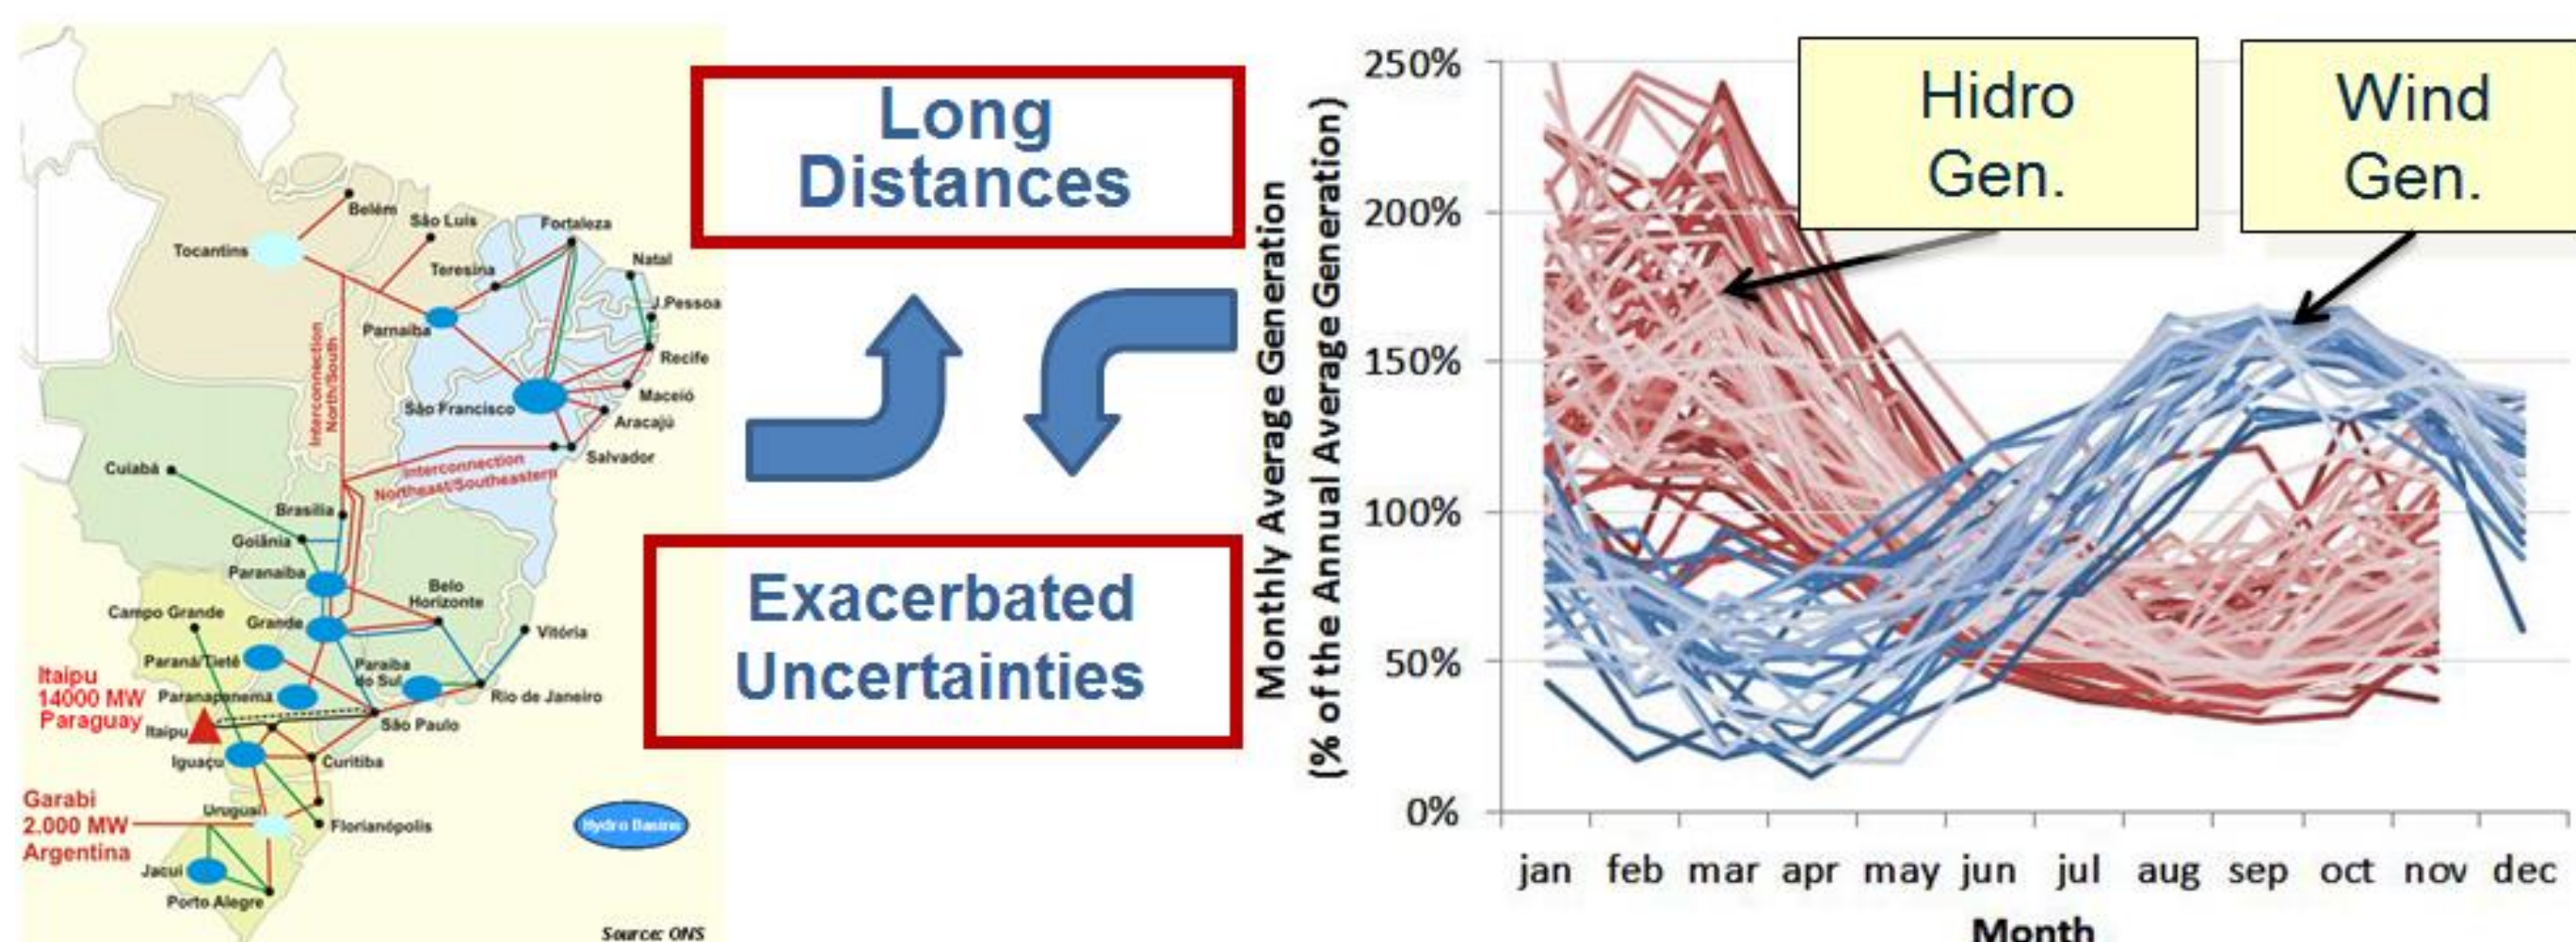 Belém
São Luis
Fortaleza
Tocantins
Teresina
Natal
J.Pessoa
Parnaiba
Recife
Interconnection
North/South
Maceió
São Francisco
Aracajú
Salvador
Interconnection
Northeast/Southeastern
Cuiabá
Brasilia
Goiânia
Paranaiba
Belo
Horizonte
Campo Grande
Grande
Vitória
Paraná/Tietê
Paraiba
do Sul
Itaipu
14000 MW
Paraguay
Paranapanema
Rio de Janeiro
Itaipu
São Paulo
Iguaçu
Curitiba
Garabi
2.000 MW
Argentina
Uruguai
Florianópolis
Hydro Basins
Jacui
Porto Alegre
Source: ONS
Long
Distances
Exacerbated
Uncertainties
Monthly Average Generation
(% of the Annual Average Generation)
250%
200%
150%
100%
50%
0%
Hidro
Gen.
Wind
Gen.
jan feb mar apr may jun jul aug sep oct nov dec
Month